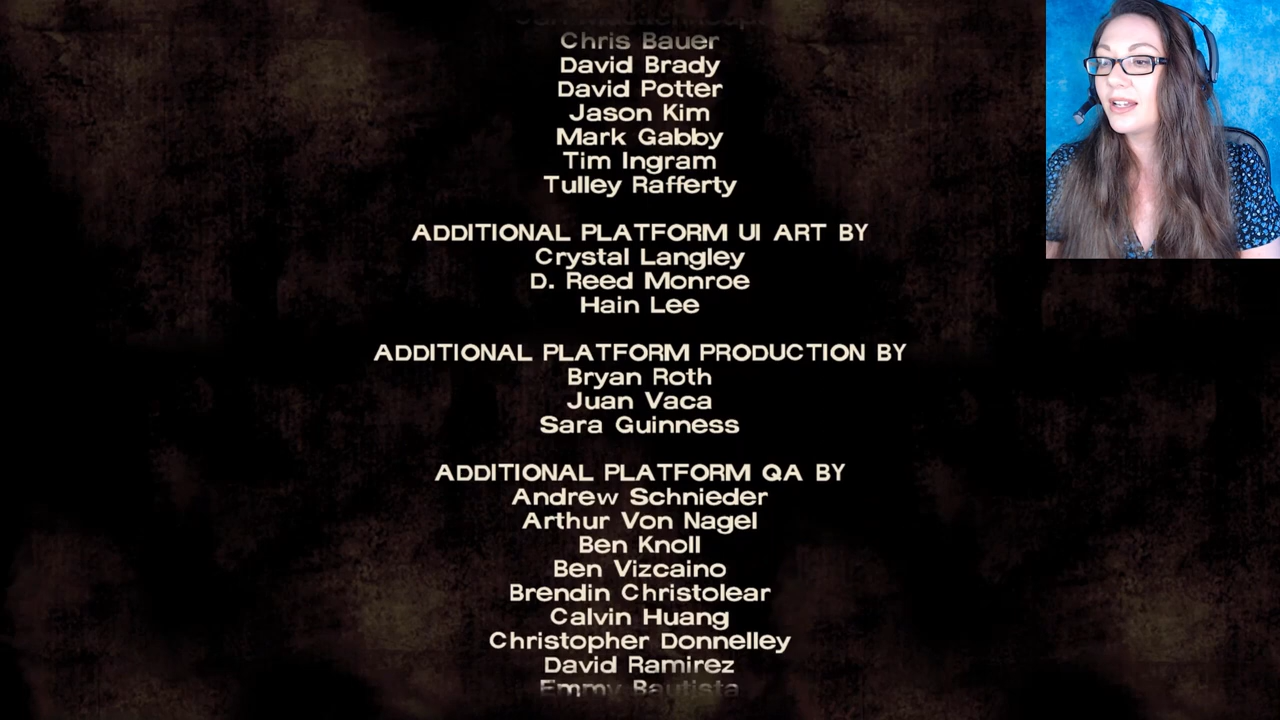 Chris Bauer
David Brady
David Potter
Jason Kim
Mark Gabby
Tim Ingram
Tulley Rafferty
ADDITIONAL PLATFORM UI ART BY
Crystal Langley
D. Reed Monroe
Hain Lee
ADDITIONAL PLATFORM PRODUCTION BY
Bryan Roth
Juan Vaca
Sara Guinness
ADDITIONAL PLATFORM QA BY
Andrew Schnieder
Arthur Von Nagel
Ben Knoll
Ben Vizcaino
Brendin Christolear
Calvin Huang
Christopher Donnelley
David Ramirez
Emmy Bautista